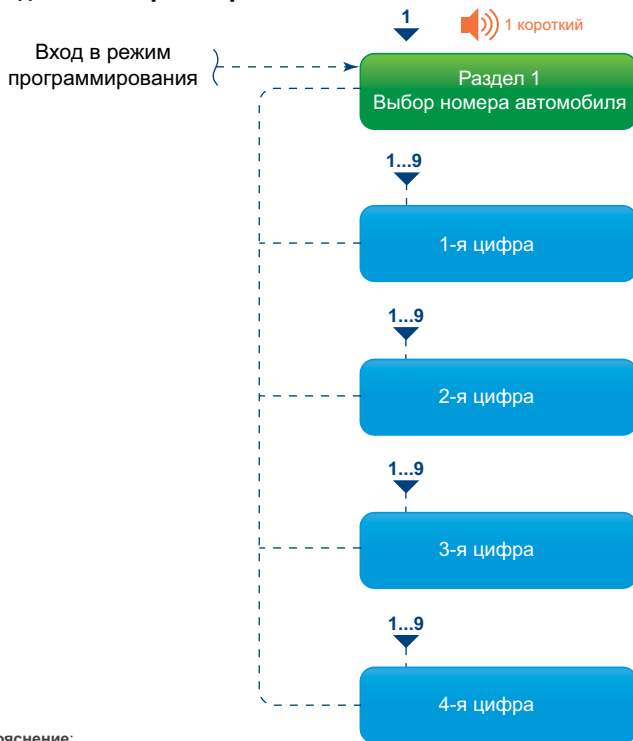 1
1 короткий
Вход в режим
программирования
Раздел 1
Выбор номера автомобиля
1...9
1-я цифра
1...9
2-я цифра
1...9
3-я цифра
1...9
4-я цифра
ояснение: